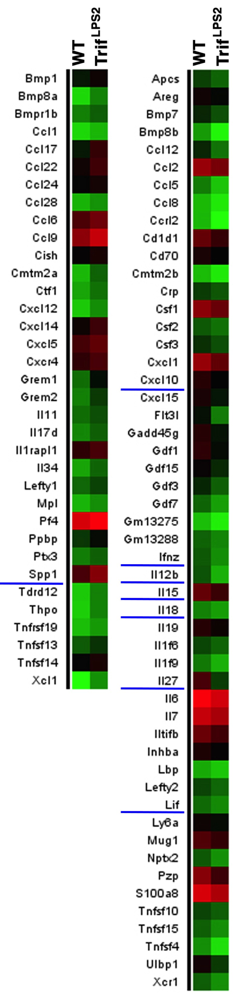 WT
Trif LPS2
Bmp1
Bmp8a
Bmpr1b
Ccl1
Ccl17
Ccl22
Ccl24
Ccl28
Ccl6
Ccl9
Cish
Cmtm2a
Ctf1
Cxcl12
Cxcl14
Cxcl5
Cxcr4
Grem1
Grem2
Il11
Il17d
Il1rapl1
Il34
Lefty1
Mpl
Pf4
Ppbp
Ptx3
Spp1
Tdrd12
Thpo
Tnfrsf19
Tnfsf13
Tnfsf14
Xcl1
WT
Trif LPS2
Apcs
Areg
Bmp7
Bmp8b
Ccl12
Ccl2
Ccl5
Ccl8
Ccrl2
Cd1d1
Cd70
Cmtm2b
Crp
Csf1
Csf2
Csf3
Cxcl1
Cxcl10
Cxcl15
Flt3l
Gadd45g
Gdf1
Gdf15
Gdf3
Gdf7
Gm13275
Gm13288
Ifnz
Il12b
Il15
Il18
Il19
Il1f6
Il1f9
Il27
Il6
Il7
Iltifb
Inhba
Lbp
Lefty2
Lif
Ly6a
Mug1
Nptx2
Pzp
S100a8
Tnfsf10
Tnfsf15
Tnfsf4
Ulbp1
Xcr1